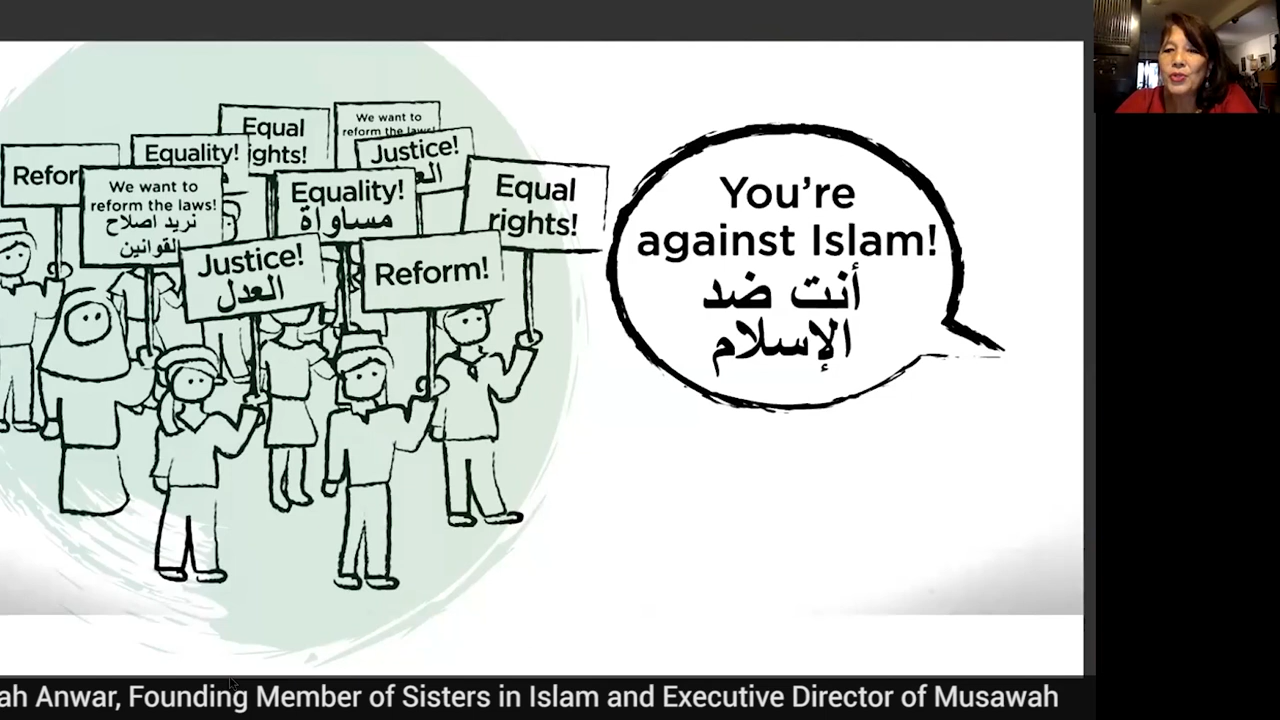 Equal
ights!
We want to
reform the laws!
Equality!
Justice!
Refor
We want to
reform the laws!
نريد اصلاح
القوانين
Equality!
مساواة
Equal
rights!
Justice!
العدل
Reform!
You're
against Islam!
أنت ضد
الإسلام
ah Anwar, Founding Member of Sisters in Islam and Executive Director of Musawah